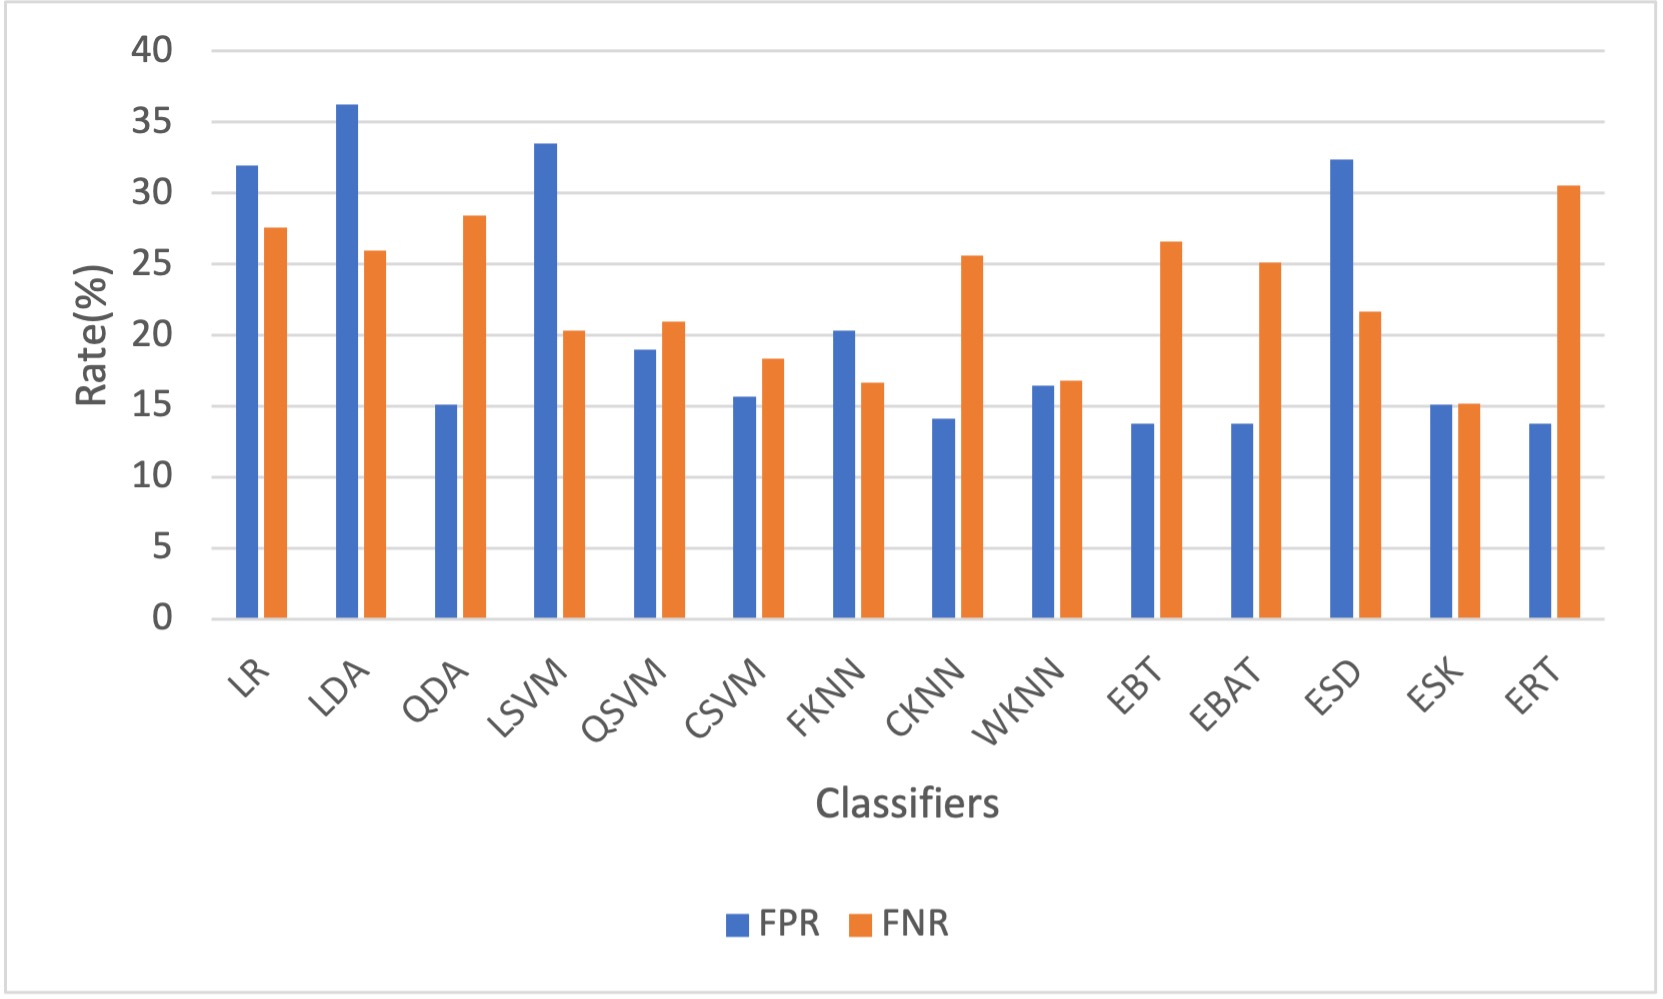 40
35
30
25
20
15
10
5
0
Rate(%)
LR LDA QDA LSVM QSVM CSVM FKNN CKNN WKNN EBT EBAT ESD ESK ERT
Classifiers
FPR FNR